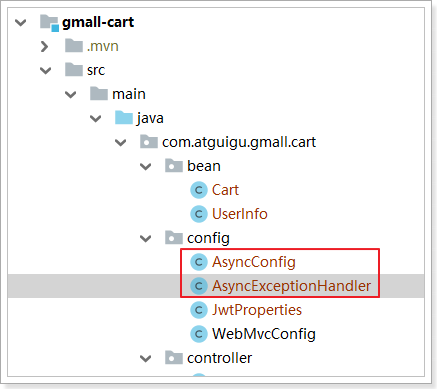 gmall-cart
.mvn
src
main
java
com.atguigu.gmall.cart
bean
Cart
UserInfo
config
AsyncConfig
AsyncExceptionHandler
JwtProperties
WebMvcConfig
controller